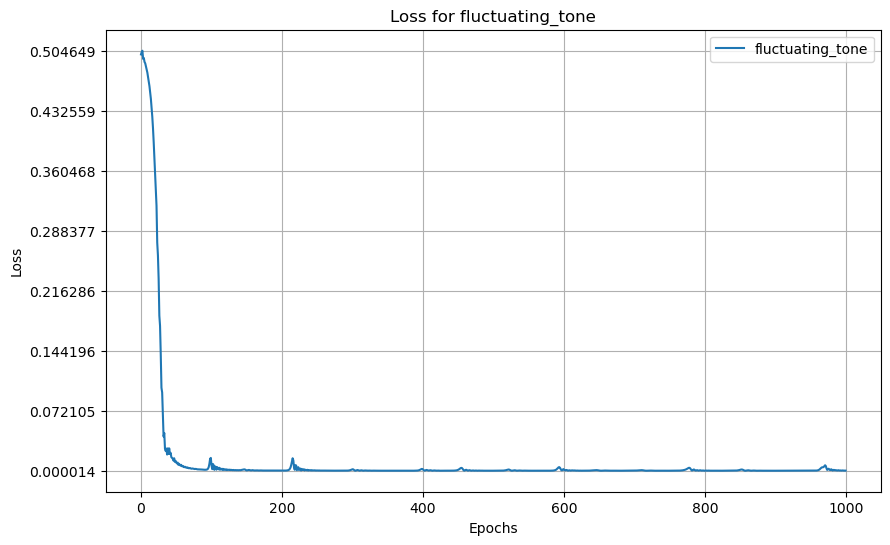 Loss for fluctuating_tone
fluctuating_tone
0.504649
0.432559
0.360468
0.288377
0.216286
0.144196
0.072105
0.000014
Loss
0 200 400 600 800 1000
Epochs